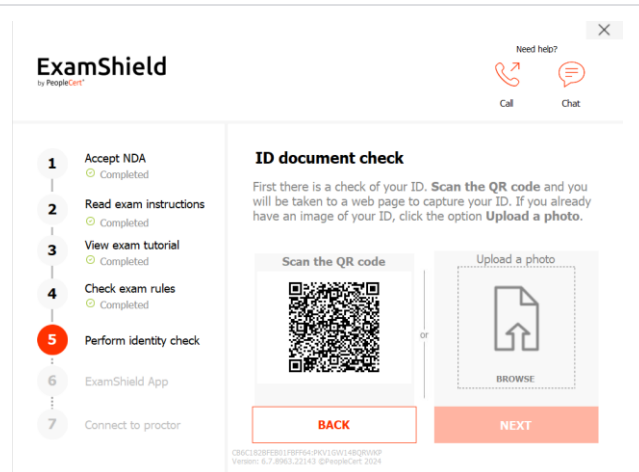 Need help?
ExamShield
by PeopleCert
Call
Chat
1
Accept NDA
Completed
2
Read exam instructions
Completed
3
View exam tutorial
Completed
4
Check exam rules
Completed
5
Perform identity check
6
ExamShield App
7
Connect to proctor
ID document check
First there is a check of your ID. Scan the QR code and you
will be taken to a web page to capture your ID. If you already
have an image of your ID, click the option Upload a photo.
Scan the QR code
or
Upload a photo
BROWSE
BACK
NEXT
Version: 6.7.8963.22143 ©PeopleCert 2024